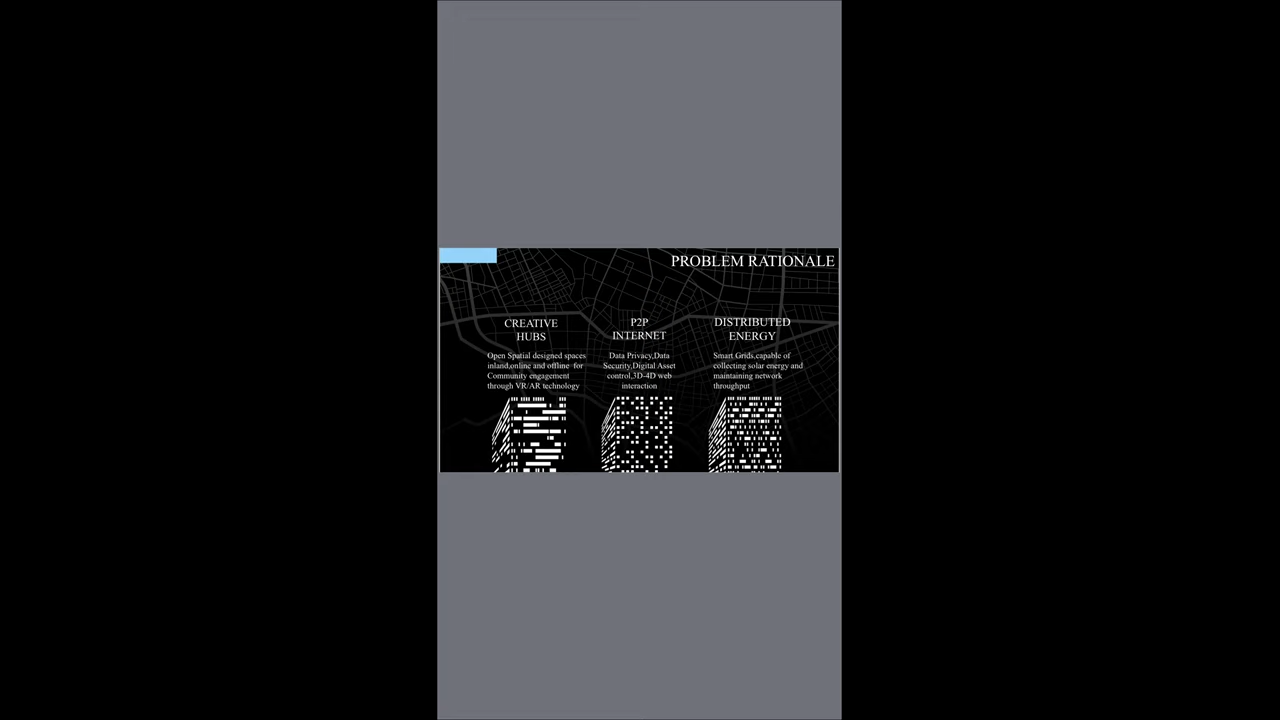 PROBLEM RATIONALE
CREATIVE
HUBS
Open Spatial designed spaces
inland,online and offline for
Community engagement
through VR/AR technology
P2P
INTERNET
Data Privacy,Data
Security,Digital Asset
control,3D-4D web
interaction
DISTRIBUTED
ENERGY
Smart Grids,capable of
collecting solar energy and
maintaining network
throughput